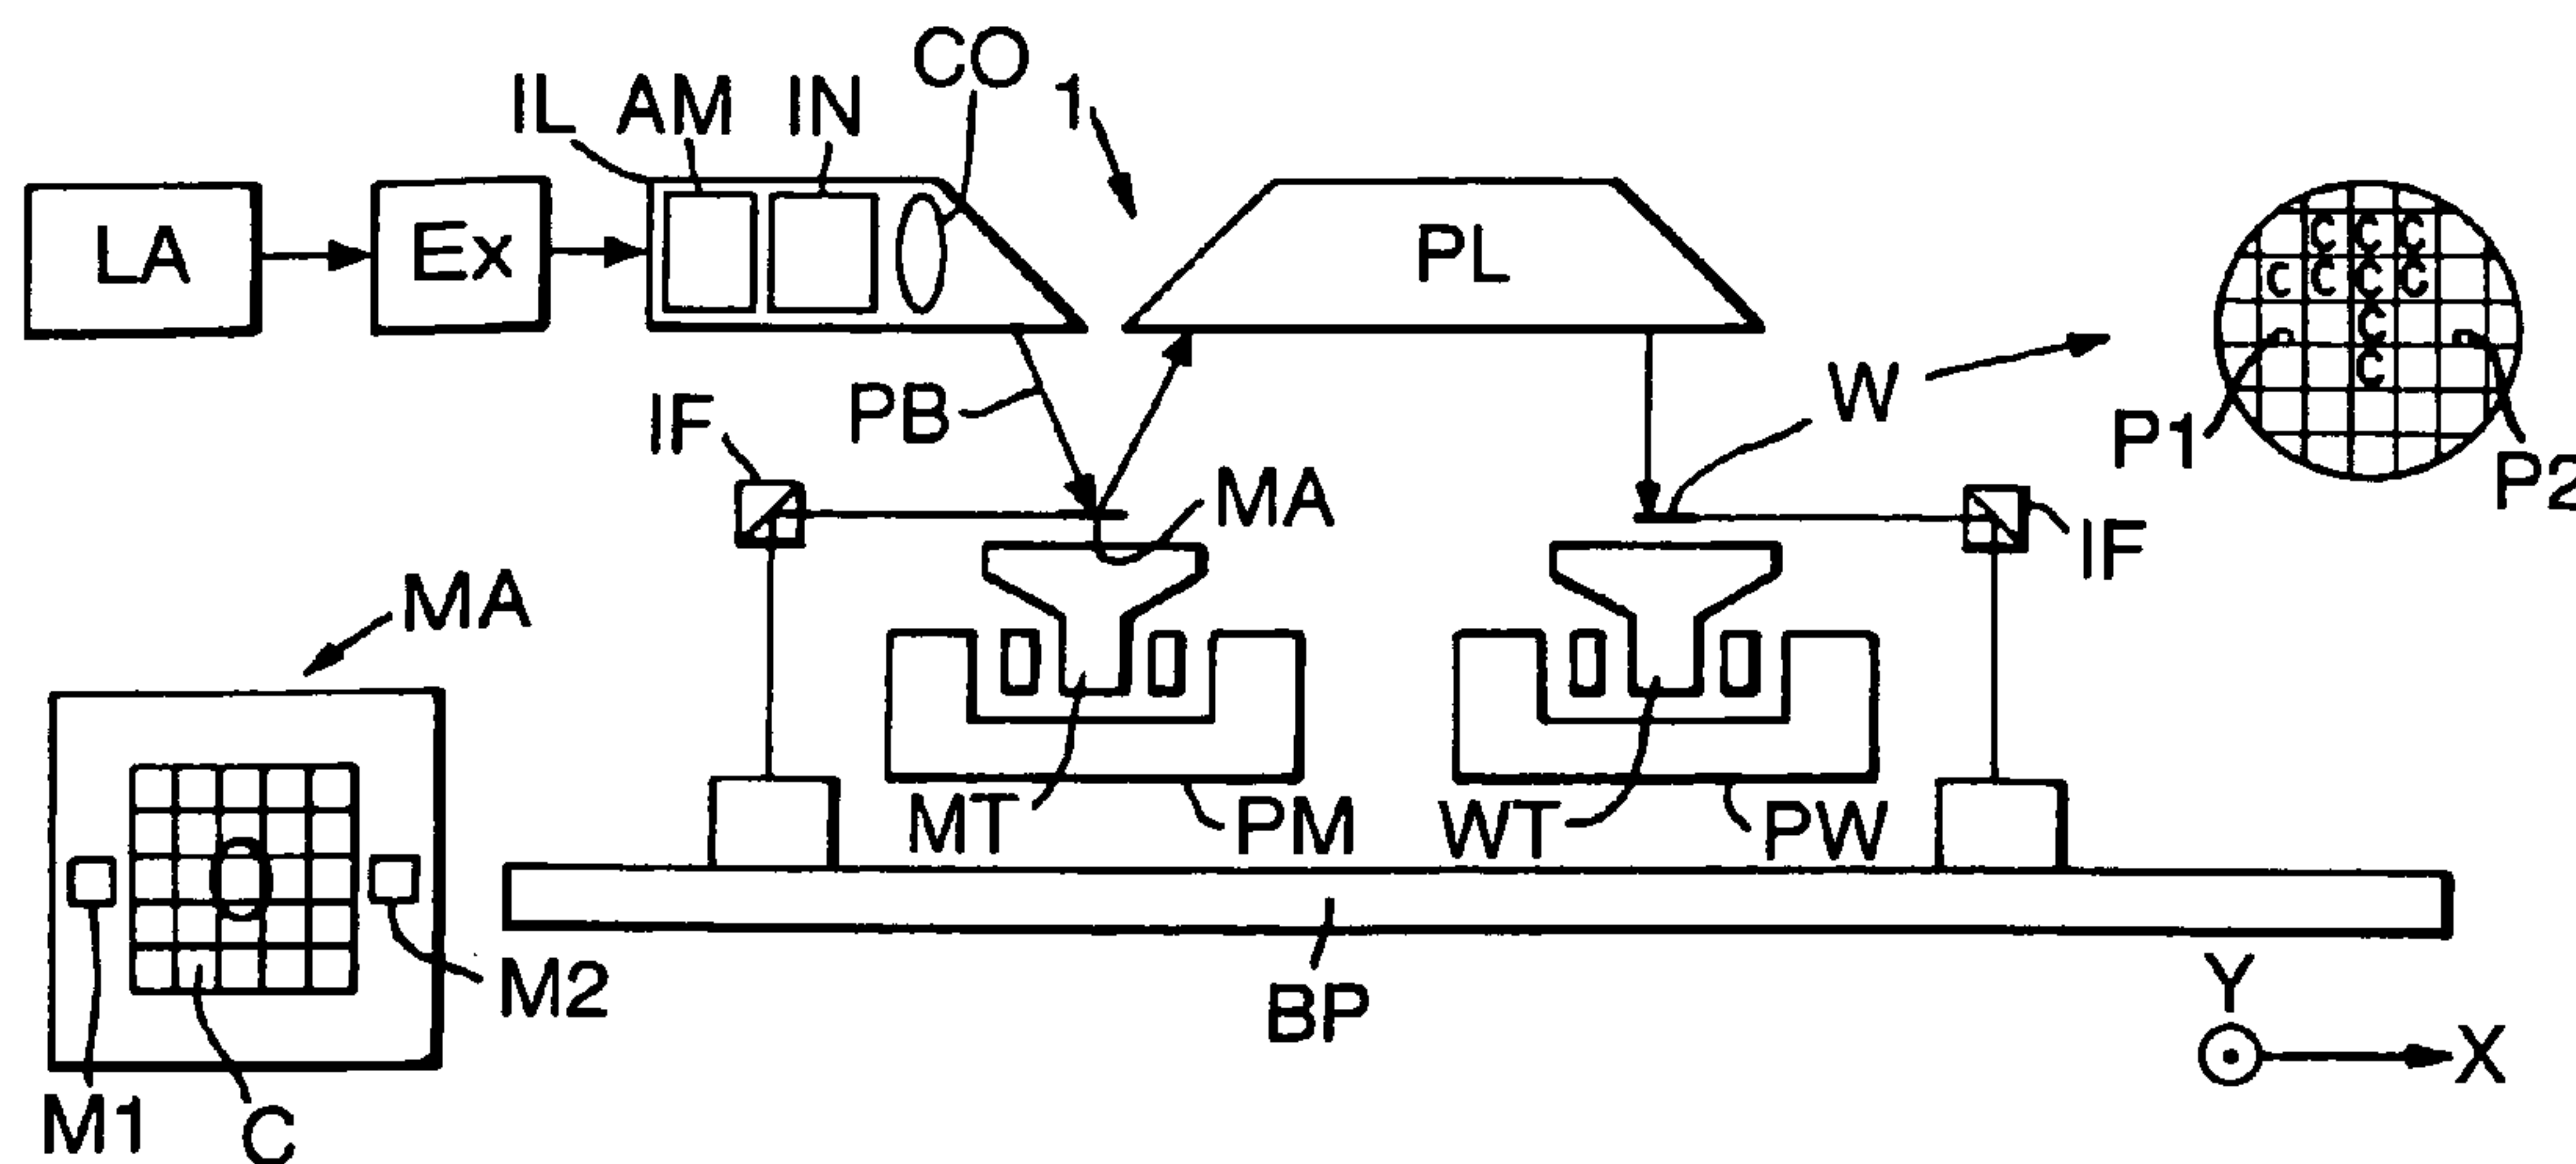 CO
IL AM IN 1
LA Ex PL
C C C
C C C C
C
C
PB W
IF P1 P2
MA IF
MA
MT PM WT PW
M2
BP
Y
X
M1 C